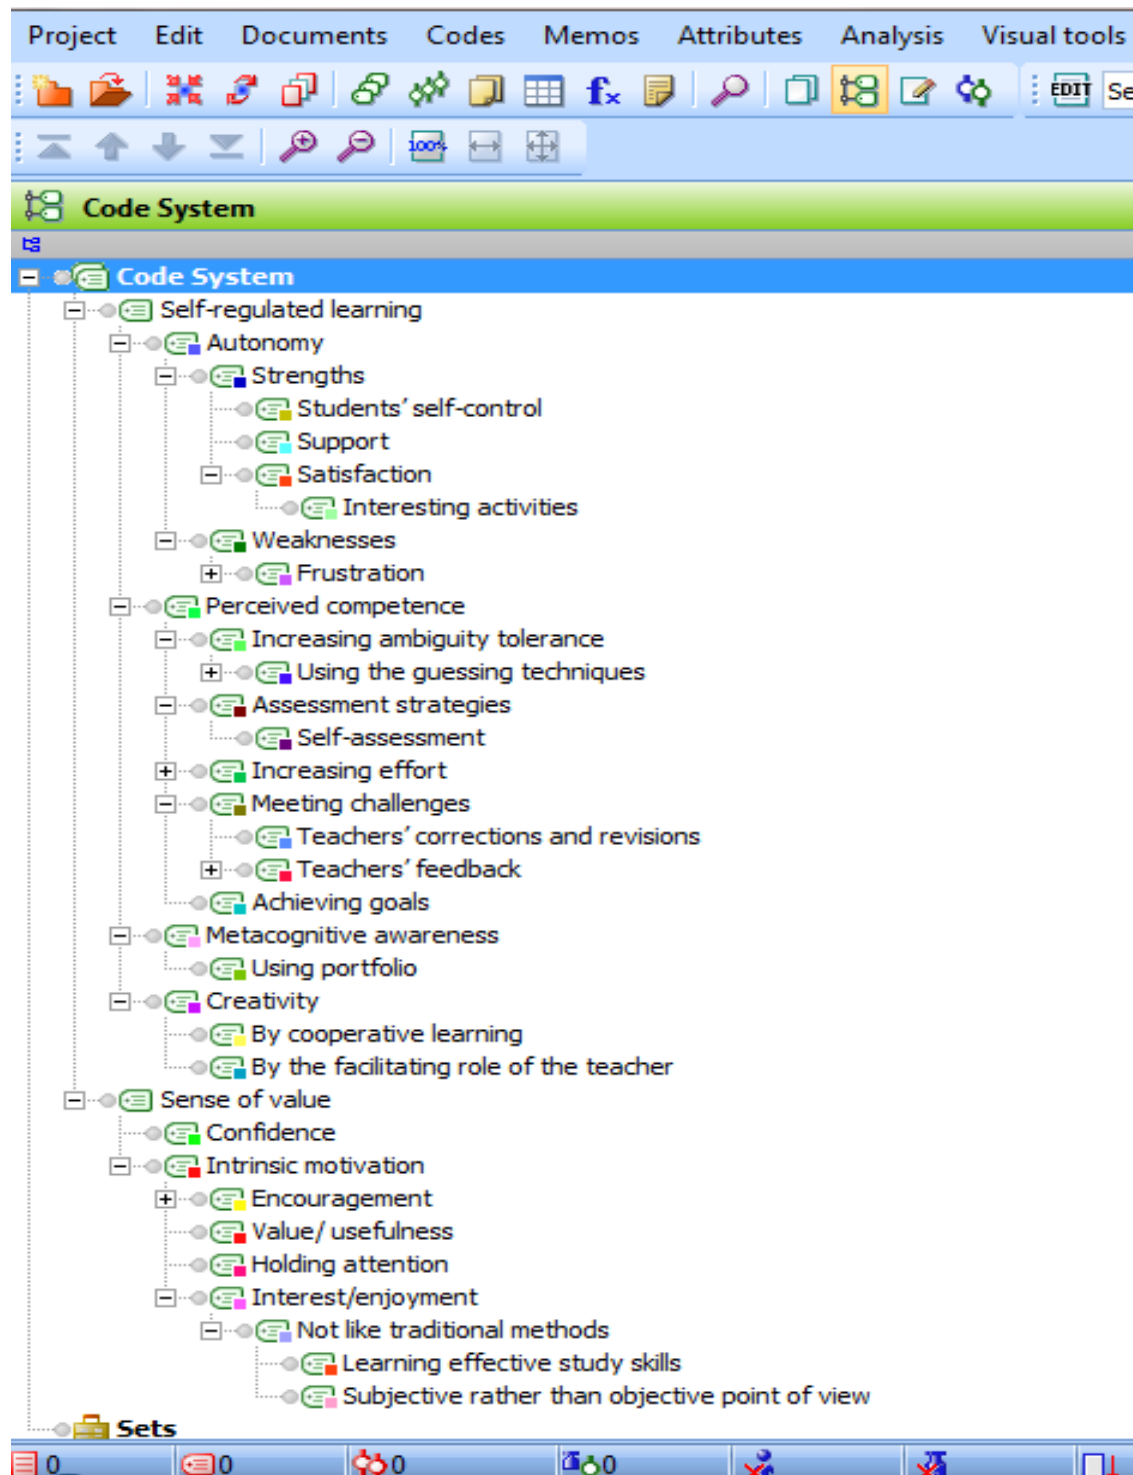 Project Edit Documents Codes Memos Attributes Analysis Visual tools
fx EDIT Se
100%
Code System
Code System
Self-regulated learning
Autonomy
Strengths
Students' self-control
Support
Satisfaction
Interesting activities
Weaknesses
Frustration
Perceived competence
Increasing ambiguity tolerance
Using the guessing techniques
Assessment strategies
Self-assessment
Increasing effort
Meeting challenges
Teachers' corrections and revisions
Teachers' feedback
Achieving goals
Metacognitive awareness
Using portfolio
Creativity
By cooperative learning
By the facilitating role of the teacher
Sense of value
Confidence
Intrinsic motivation
Encouragement
Value/ usefulness
Holding attention
Interest/enjoyment
Not like traditional methods
Learning effective study skills
Subjective rather than objective point of view
Sets
0 0 0 0